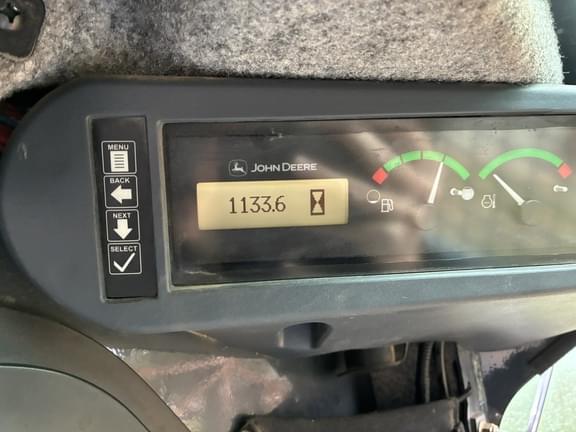 MENU
BACK
NEXT
SELECT
JOHN DEERE
1133.6